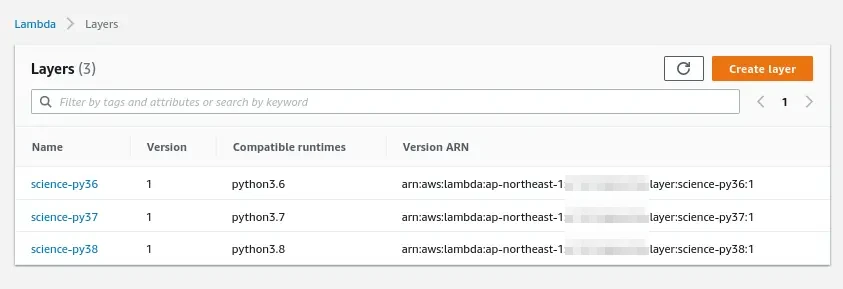 Lambda > Layers
Layers (3)
Create layer
Filter by tags and attributes or search by keyword
1
Name Version Compatible runtimes Version ARN
science-py36 1 python3.6 arn:aws:lambda:ap-northeast-1 layer:science-py36:1
science-py37 1 python3.7 arn:aws:lambda:ap-northeast-1 layer:science-py37:1
science-py38 1 python3.8 arn:aws:lambda:ap-northeast-1 layer:science-py38:1